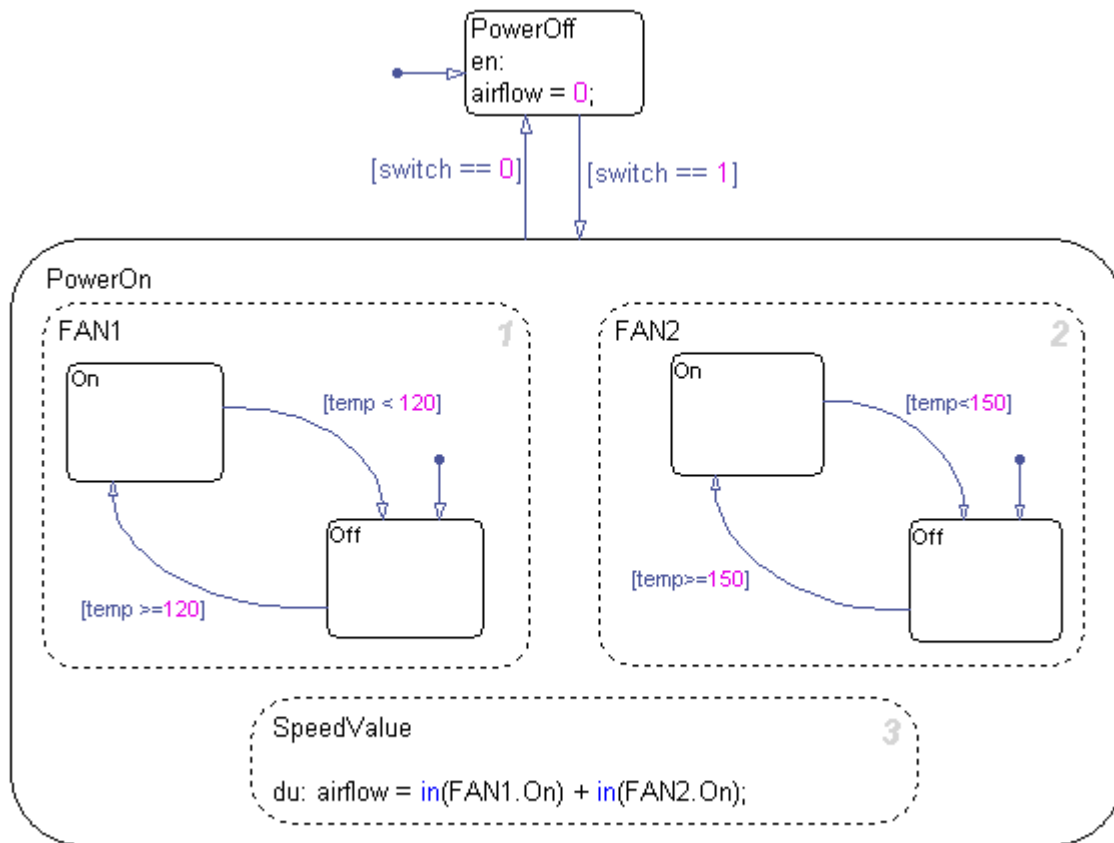 PowerOff
en:
airflow = 0;
[switch == 0]
[switch == 1]
PowerOn
FAN1
1
On
[temp < 120]
Off
[temp >=120]
FAN2
2
On
[temp<150]
Off
[temp>=150]
SpeedValue
3
du: airflow = in(FAN1.On) + in(FAN2.On);